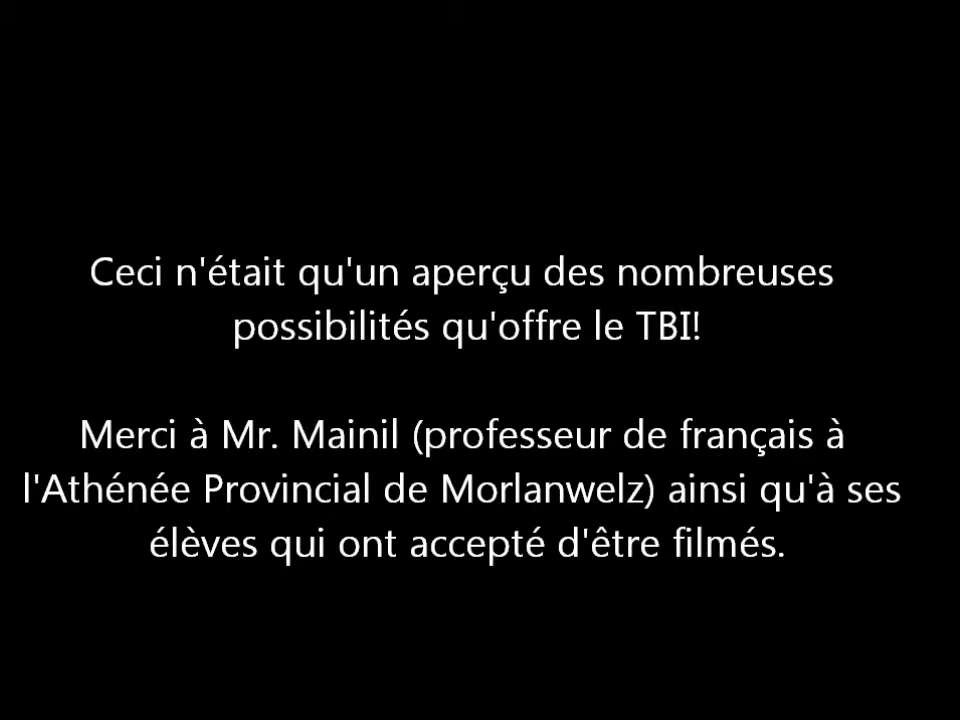 Ceci n'était qu'un aperçu des nombreuses
possibilités qu'offre le TBI!
Merci à Mr. Mainil (professeur de français à
l'Athénée Provincial de Morlanwelz) ainsi qu'à ses
élèves qui ont accepté d'être filmés.